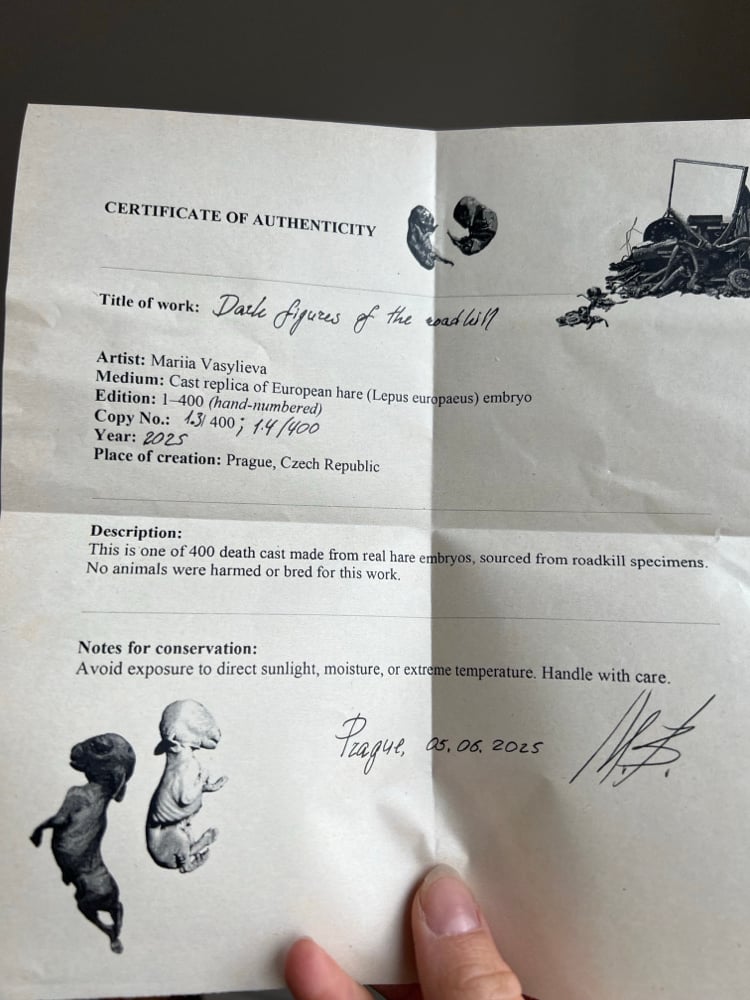 CERTIFICATE OF AUTHENTICITY
Title of work: Dark figures of the roadkill
Artist: Mariia Vasylieva
Medium: Cast replica of European hare (Lepus europaeus) embryo
Edition: 1–400 (hand-numbered)
Copy No.: 1.3/400; 1.4/400
Year: 2025
Place of creation: Prague, Czech Republic
Description:
This is one of 400 death cast made from real hare embryos, sourced from roadkill specimens.
No animals were harmed or bred for this work.
Notes for conservation:
Avoid exposure to direct sunlight, moisture, or extreme temperature. Handle with care.
Prague, 05.06.2025